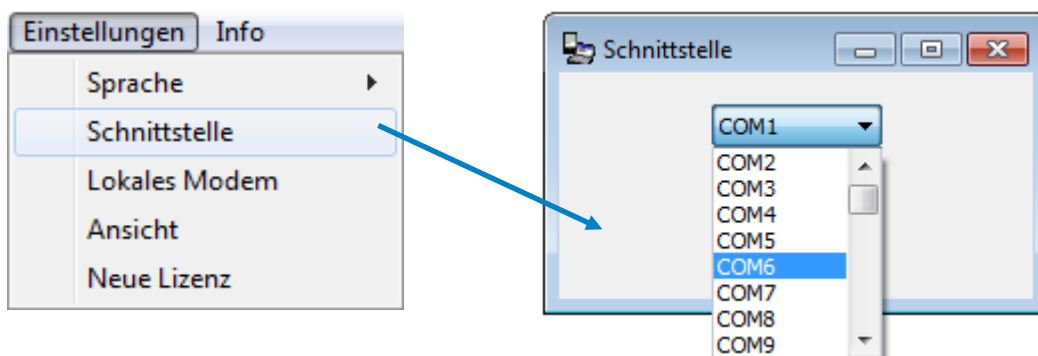 Einstellungen Info
Sprache
Schnittstelle
Lokales Modem
Ansicht
Neue Lizenz
Schnittstelle
COM1
COM2
COM3
COM4
COM5
COM6
COM7
COM8
COM9